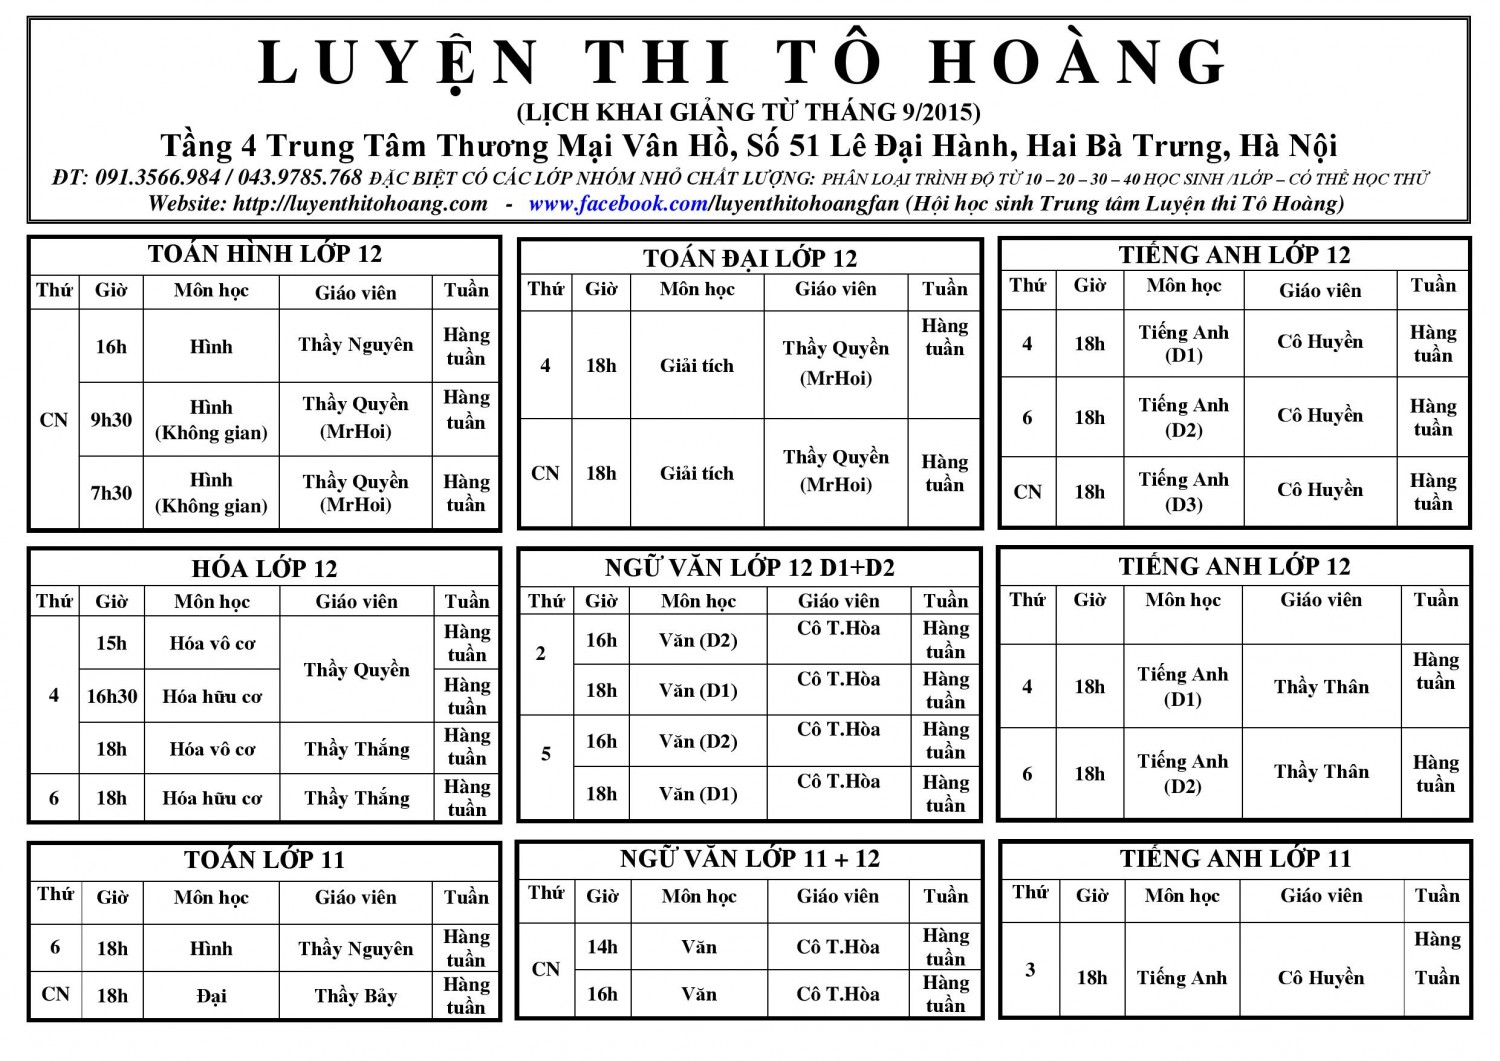 LUYỆN THI TÔ HOÀNG
(LỊCH KHAI GIẢNG TỪ THÁNG 9/2015)
Tầng 4 Trung Tâm Thương Mại Vân Hồ, Số 51 Lê Đại Hành, Hai Bà Trưng, Hà Nội
ĐT: 091.3566.984 / 043.9785.768 ĐẶC BIỆT CÓ CÁC LỚP NHÓM NHỎ CHẤT LƯỢNG: PHÂN LOẠI TRÌNH ĐỘ TỪ 10 – 20 – 30 – 40 HỌC SINH /1LỚP – CÓ THỂ HỌC THỬ
Website: http://luyenthitohoang.com - www.facebook.com/luyenthitohoangfan (Hội học sinh Trung tâm Luyện thi Tô Hoàng)
TOÁN HÌNH LỚP 12
Thứ Giờ Môn học Giáo viên Tuần
CN
16h Hình Thầy Nguyên Hàng tuần
9h30 Hình (Không gian) Thầy Quyền (MrHoi) Hàng tuần
7h30 Hình (Không gian) Thầy Quyền (MrHoi) Hàng tuần
TOÁN ĐẠI LỚP 12
Thứ Giờ Môn học Giáo viên Tuần
4 18h Giải tích Thầy Quyền (MrHoi) Hàng tuần
CN 18h Giải tích Thầy Quyền (MrHoi) Hàng tuần
TIẾNG ANH LỚP 12
Thứ Giờ Môn học Giáo viên Tuần
4 18h Tiếng Anh (D1) Cô Huyền Hàng tuần
6 18h Tiếng Anh (D2) Cô Huyền Hàng tuần
CN 18h Tiếng Anh (D3) Cô Huyền Hàng tuần
HÓA LỚP 12
Thứ Giờ Môn học Giáo viên Tuần
4
15h Hóa vô cơ Thầy Quyền Hàng tuần
16h30 Hóa hữu cơ Hàng tuần
18h Hóa vô cơ Thầy Thắng Hàng tuần
6 18h Hóa hữu cơ Thầy Thắng Hàng tuần
NGỮ VĂN LỚP 12 D1+D2
Thứ Giờ Môn học Giáo viên Tuần
2
16h Văn (D2) Cô T.Hòa Hàng tuần
18h Văn (D1) Cô T.Hòa Hàng tuần
5
16h Văn (D2) Cô T.Hòa Hàng tuần
18h Văn (D1) Cô T.Hòa Hàng tuần
TIẾNG ANH LỚP 12
Thứ Giờ Môn học Giáo viên Tuần
4 18h Tiếng Anh (D1) Thầy Thân Hàng tuần
6 18h Tiếng Anh (D2) Thầy Thân Hàng tuần
TOÁN LỚP 11
Thứ Giờ Môn học Giáo viên Tuần
6 18h Hình Thầy Nguyên Hàng tuần
CN 18h Đại Thầy Bảy Hàng tuần
NGỮ VĂN LỚP 11 + 12
Thứ Giờ Môn học Giáo viên Tuần
CN
14h Văn Cô T.Hòa Hàng tuần
16h Văn Cô T.Hòa Hàng tuần
TIẾNG ANH LỚP 11
Thứ Giờ Môn học Giáo viên Tuần
3 18h Tiếng Anh Cô Huyền Hàng Tuần